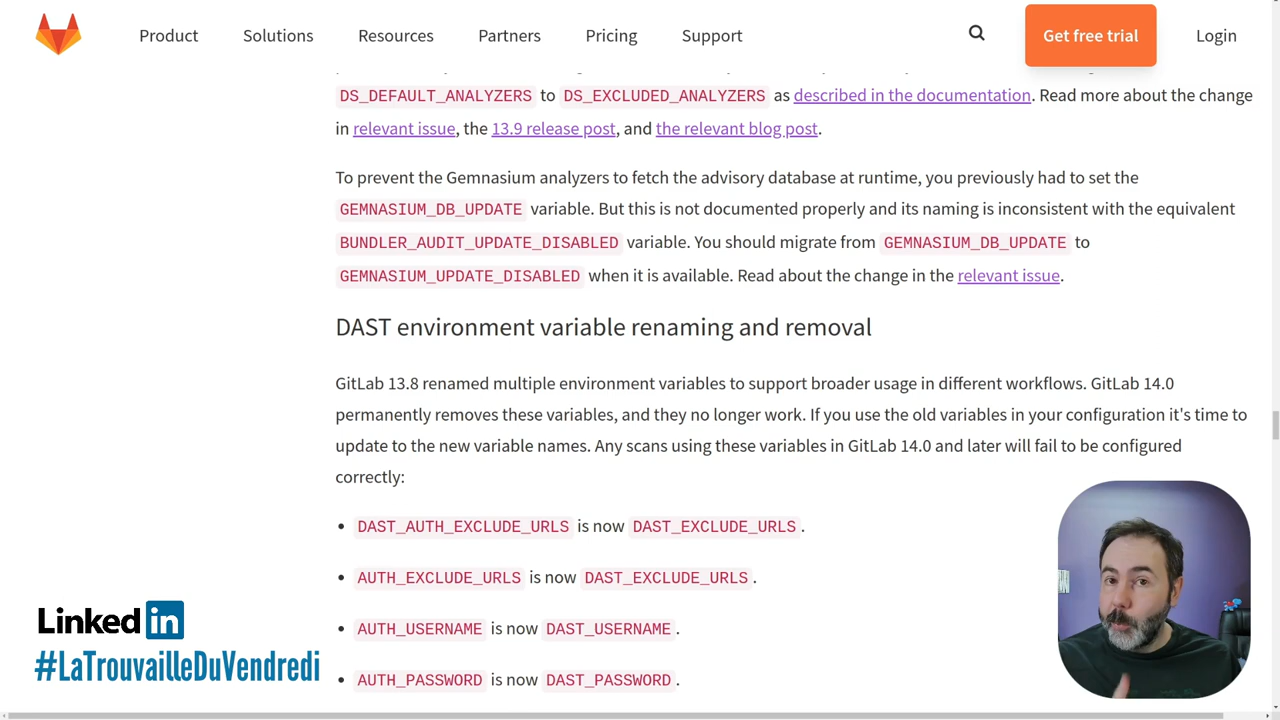 Product Solutions Resources Partners Pricing Support Get free trial Login
DS_DEFAULT_ANALYZERS to DS_EXCLUDED_ANALYZERS as described in the documentation. Read more about the change
in relevant issue, the 13.9 release post, and the relevant blog post.
To prevent the Gemnasium analyzers to fetch the advisory database at runtime, you previously had to set the
GEMNASIUM_DB_UPDATE variable. But this is not documented properly and its naming is inconsistent with the equivalent
BUNDLER_AUDIT_UPDATE_DISABLED variable. You should migrate from GEMNASIUM_DB_UPDATE to
GEMNASIUM_UPDATE_DISABLED when it is available. Read about the change in the relevant issue.
DAST environment variable renaming and removal
GitLab 13.8 renamed multiple environment variables to support broader usage in different workflows. GitLab 14.0
permanently removes these variables, and they no longer work. If you use the old variables in your configuration it's time to
update to the new variable names. Any scans using these variables in GitLab 14.0 and later will fail to be configured
correctly:
• DAST_AUTH_EXCLUDE_URLS is now DAST_EXCLUDE_URLS.
• AUTH_EXCLUDE_URLS is now DAST_EXCLUDE_URLS.
• AUTH_USERNAME is now DAST_USERNAME.
• AUTH_PASSWORD is now DAST_PASSWORD.
Linked in
#LaTrouvailleDuVendredi